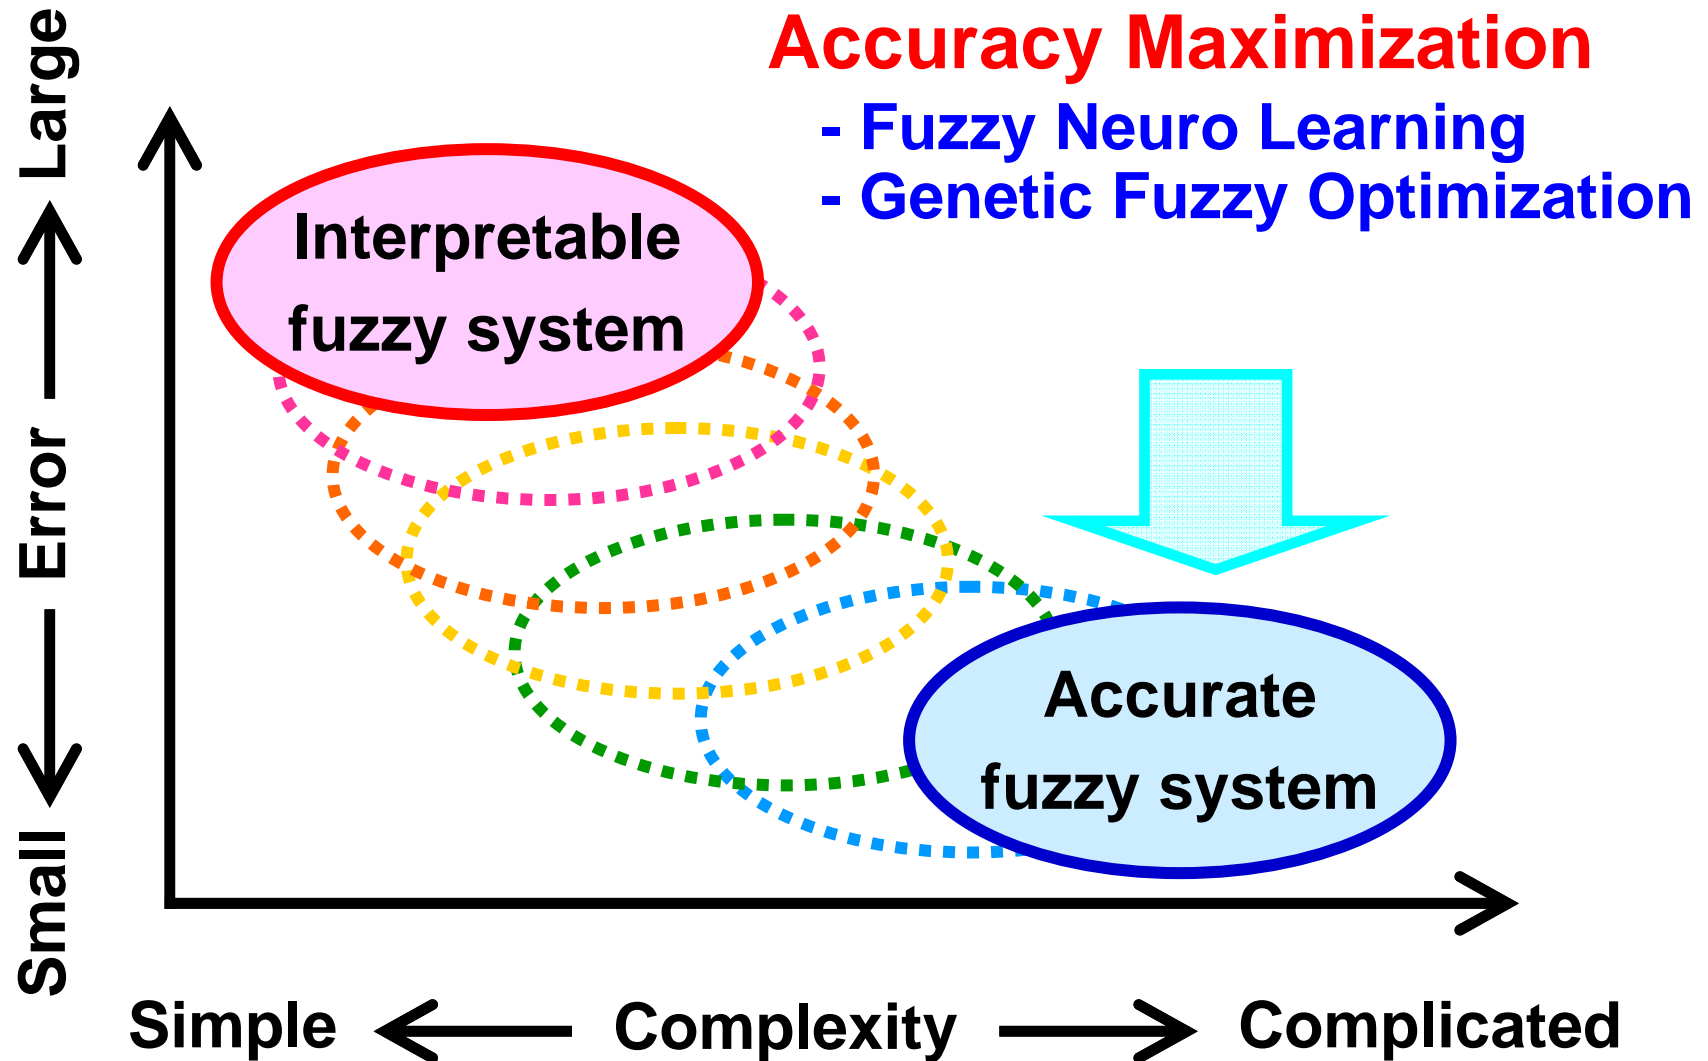 Accuracy Maximization
- Fuzzy Neuro Learning
- Genetic Fuzzy Optimization
Large
Error
Small
Interpretable
fuzzy system
Accurate
fuzzy system
Simple
Complexity
Complicated